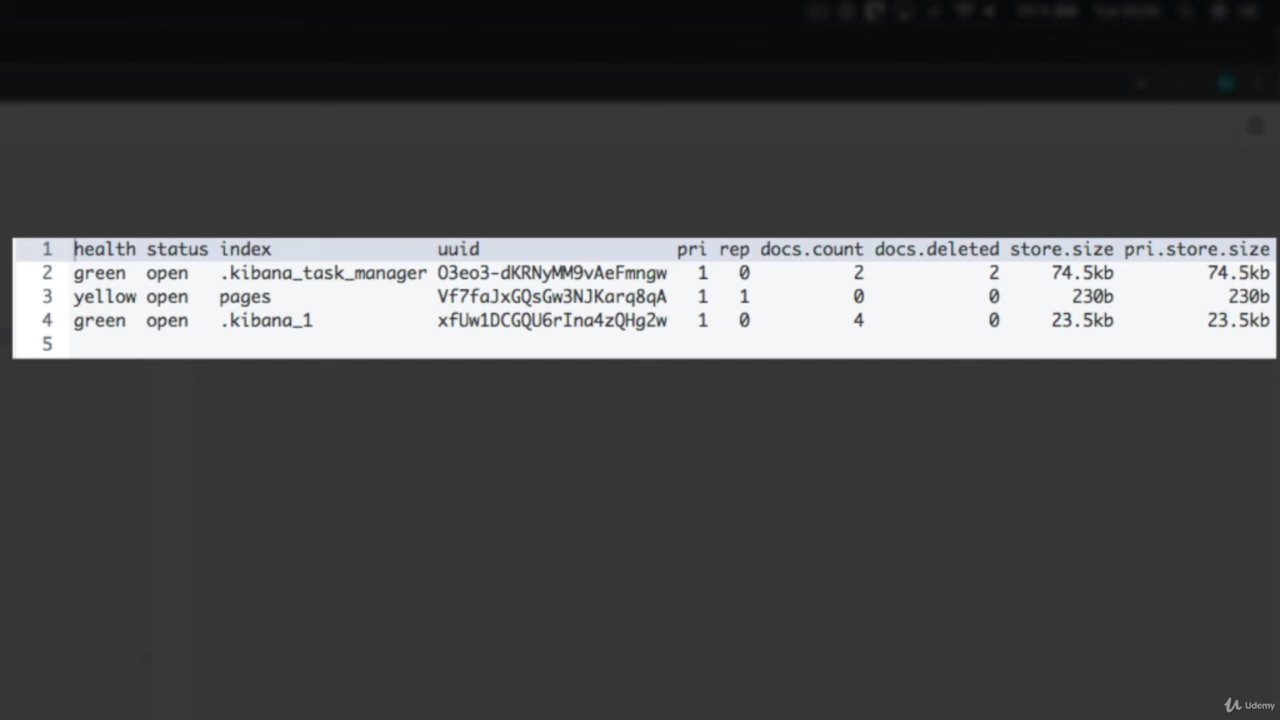 1 health status index uuid pri rep docs.count docs.deleted store.size pri.store.size
2 green open .kibana_task_manager O3eo3-dKRNyMM9vAeFmngw 1 0 2 2 74.5kb 74.5kb
3 yellow open pages Vf7faJxGQsGw3NJKarq8qA 1 1 0 0 230b 230b
4 green open .kibana_1 xfUw1DCGQU6rIna4zQHg2w 1 0 4 0 23.5kb 23.5kb
5
Udemy